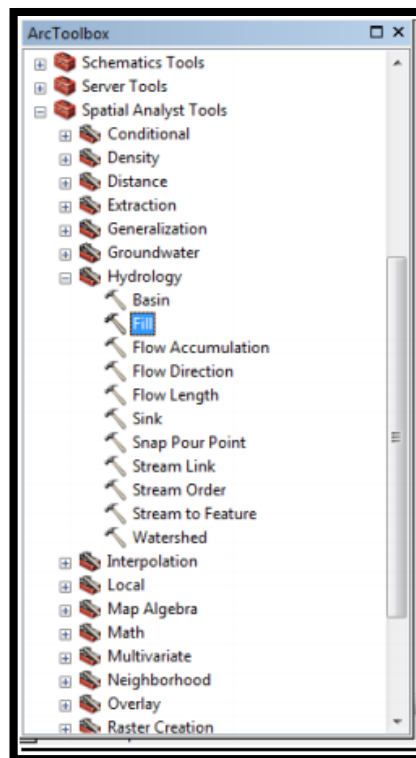 ArcToolbox
Schematics Tools
Server Tools
Spatial Analyst Tools
Conditional
Density
Distance
Extraction
Generalization
Groundwater
Hydrology
Basin
Fill
Flow Accumulation
Flow Direction
Flow Length
Sink
Snap Pour Point
Stream Link
Stream Order
Stream to Feature
Watershed
Interpolation
Local
Map Algebra
Math
Multivariate
Neighborhood
Overlay
Raster Creation